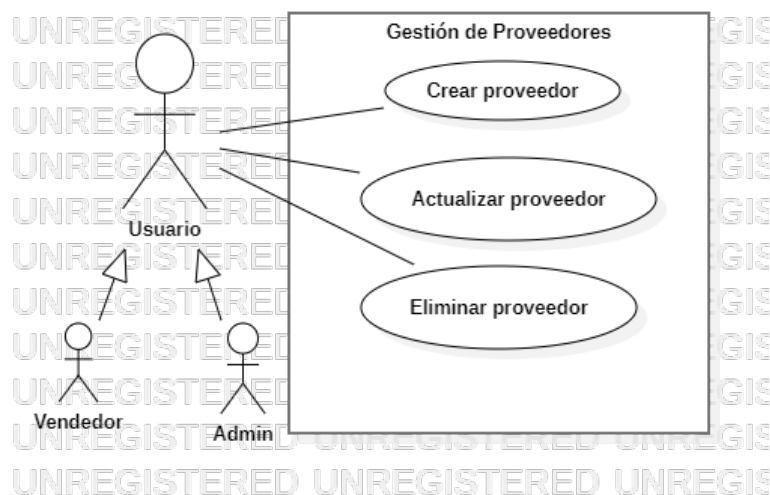 Gestión de Proveedores
Crear proveedor
Actualizar proveedor
Usuario
Eliminar proveedor
Vendedor
Admin
UNREGISTERED UNREGISTERED UNREGIS